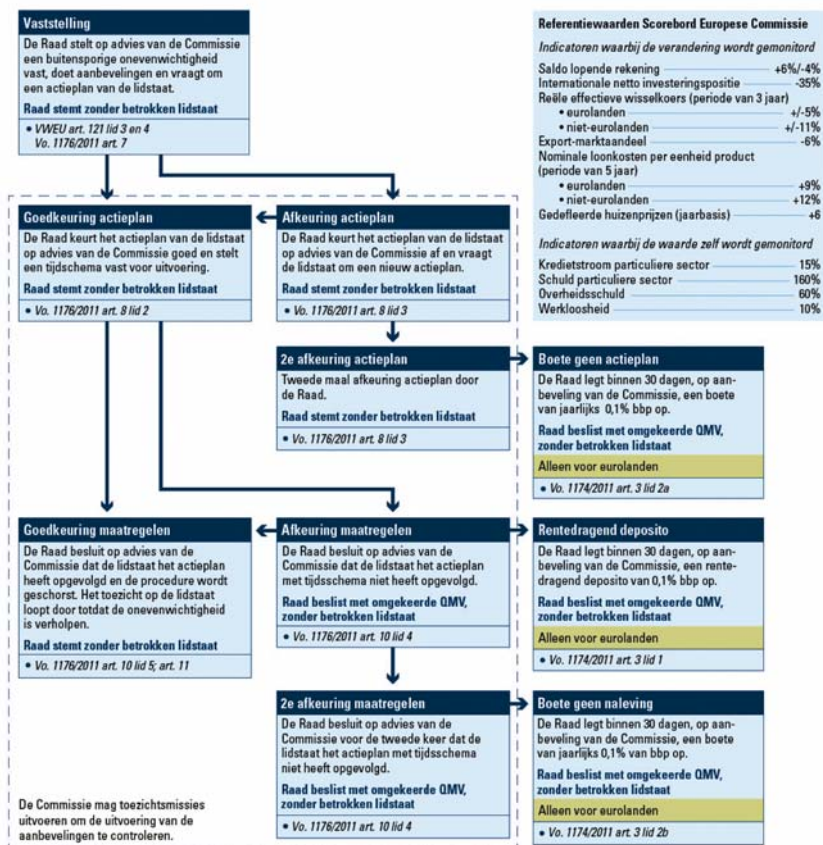 Vaststelling
De Raad stelt op advies van de Commissie
een buitensporige onevenwichtigheid
vast, doet aanbevelingen en vraagt om
een actieplan van de lidstaat.
Raad stemt zonder betrokken lidstaat
• VWEU art. 121 lid 3 en 4
Vo. 1176/2011 art. 7
Referentiewaarden Scorebord Europese Commissie
Indicatoren waarbij de verandering wordt gemonitord
Saldo lopende rekening +6%/-4%
Internationale netto investeringspositie -35%
Reële effectieve wisselkoers (periode van 3 jaar)
• eurolanden +/-5%
• niet-eurolanden +/-11%
Export-marktaandeel -6%
Nominale loonkosten per eenheid product
(periode van 5 jaar)
• eurolanden +9%
• niet-eurolanden +12%
Gedefleerde huizenprijzen (jaarbasis) +6
Indicatoren waarbij de waarde zelf wordt gemonitord
Kredietstroom particuliere sector 15%
Schuld particuliere sector 160%
Overheidsschuld 60%
Werkloosheid 10%
Goedkeuring actieplan
De Raad keurt het actieplan van de lidstaat
op advies van de Commissie goed en stelt
een tijdschema vast voor uitvoering.
Raad stemt zonder betrokken lidstaat
• Vo. 1176/2011 art. 8 lid 2
Afkeuring actieplan
De Raad keurt het actieplan van de lidstaat
op advies van de Commissie af en vraagt
de lidstaat om een nieuw actieplan.
Raad stemt zonder betrokken lidstaat
• Vo. 1176/2011 art. 8 lid 3
2e afkeuring actieplan
Tweede maal afkeuring actieplan door
de Raad.
Raad stemt zonder betrokken lidstaat
• Vo. 1176/2011 art. 8 lid 3
Boete geen actieplan
De Raad legt binnen 30 dagen, op aan-
beveling van de Commissie, een boete
van jaarlijks 0,1% bbp op.
Raad beslist met omgekeerde QMV,
zonder betrokken lidstaat
Alleen voor eurolanden
• Vo. 1174/2011 art. 3 lid 2a
Goedkeuring maatregelen
De Raad besluit op advies van de
Commissie dat de lidstaat het actieplan
heeft opgevolgd en de procedure wordt
geschorst. Het toezicht op de lidstaat
loopt door totdat de onevenwichtigheid
is verholpen.
Raad stemt zonder betrokken lidstaat
• Vo. 1176/2011 art. 10 lid 5; art. 11
Afkeuring maatregelen
De Raad besluit op advies van de
Commissie dat de lidstaat het actieplan
met tijdsschema niet heeft opgevolgd.
Raad beslist met omgekeerde QMV,
zonder betrokken lidstaat
• Vo. 1176/2011 art. 10 lid 4
Rentedragend deposito
De Raad legt binnen 30 dagen, op aan-
beveling van de Commissie, een rente-
dragend deposito van 0,1% bbp op.
Raad beslist met omgekeerde QMV,
zonder betrokken lidstaat
Alleen voor eurolanden
• Vo. 1174/2011 art. 3 lid 1
2e afkeuring maatregelen
De Raad besluit op advies van de
Commissie voor de tweede keer dat de
lidstaat het actieplan met tijdsschema
niet heeft opgevolgd.
Raad beslist met omgekeerde QMV,
zonder betrokken lidstaat
• Vo. 1176/2011 art. 10 lid 4
Boete geen naleving
De Raad legt binnen 30 dagen, op aan-
beveling van de Commissie, een boete
van jaarlijks 0,1% van bbp op.
Raad beslist met omgekeerde QMV,
zonder betrokken lidstaat
Alleen voor eurolanden
• Vo. 1174/2011 art. 3 lid 2b
De Commissie mag toezichtsmissies
uitvoeren om de uitvoering van de
aanbevelingen te controleren.